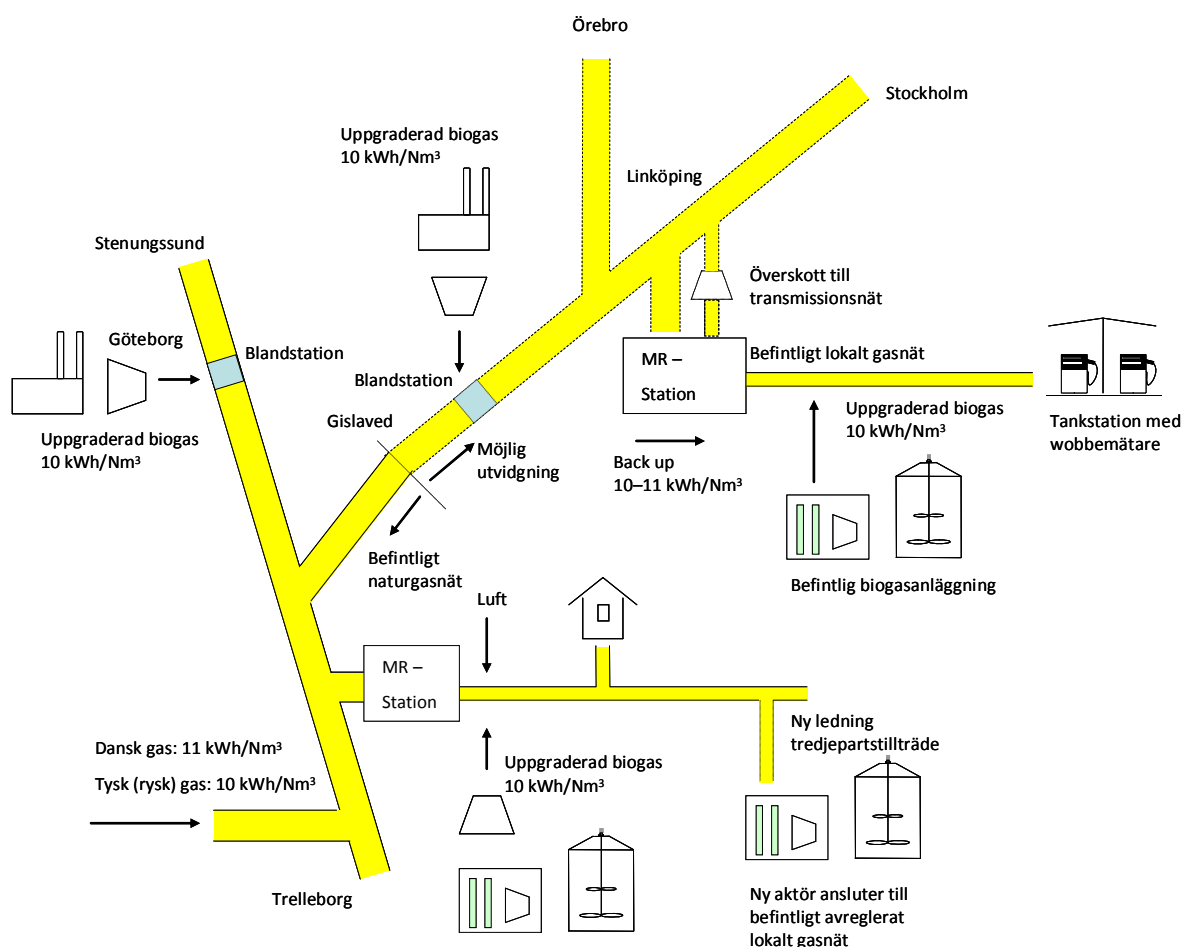 Örebro
Stockholm
Uppgraderad biogas
10 kWh/Nm³
Linköping
Stenungssund
Överskott till
transmissionsnät
Göteborg
Blandstation
Blandstation
MR –
Station
Befintligt lokalt gasnät
Gislaved
Uppgraderad biogas
10 kWh/Nm³
Uppgraderad biogas
10 kWh/Nm³
Tankstation med
wobbemätare
Möjlig
utvidgning
Back up
10–11 kWh/Nm³
Befintligt
naturgasnät
Befintlig biogasanläggning
Luft
MR –
Station
Ny ledning
tredjepartstillträde
Dansk gas: 11 kWh/Nm³
Tysk (rysk) gas: 10 kWh/Nm³
Uppgraderad biogas
10 kWh/Nm³
Trelleborg
Ny aktör ansluter till
befintligt avreglerat
lokalt gasnät